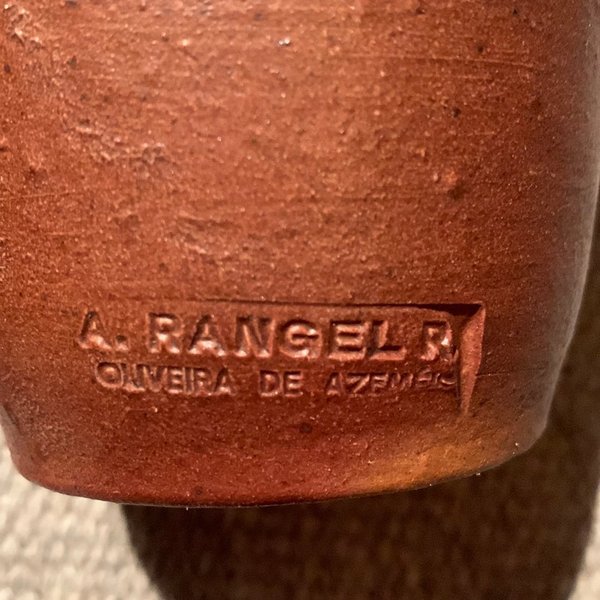 A. RANGEL P.
OLIVEIRA DE AZEMÉIS